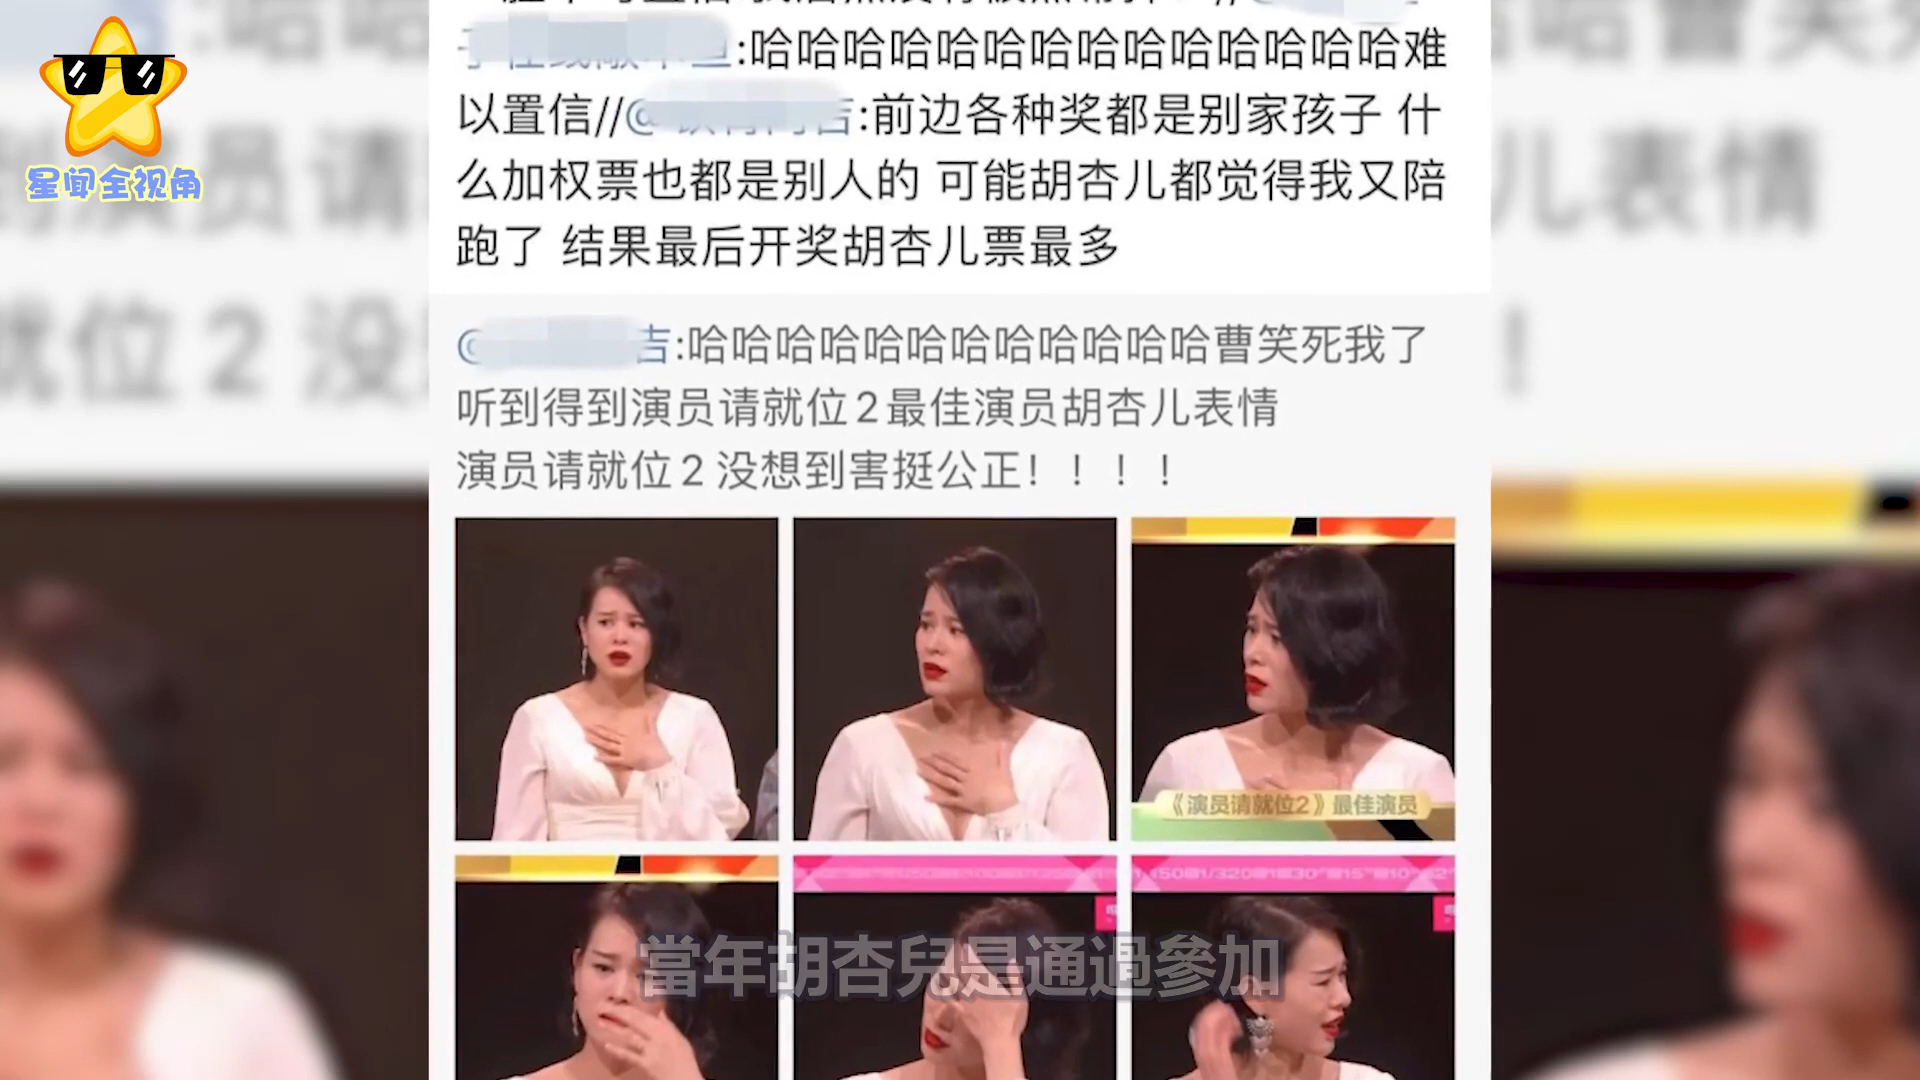 星闻全视角
:哈哈哈哈哈哈哈哈哈哈哈哈哈哈难
以置信//@吉:前边各种奖都是别家孩子 什
么加权票也都是别人的 可能胡杏儿都觉得我又陪
跑了 结果最后开奖胡杏儿票最多
@吉:哈哈哈哈哈哈哈哈哈哈哈哈曹笑死我了
听到得到演员请就位2最佳演员胡杏儿表情
演员请就位2 没想到害挺公正！！！！
《演员请就位2》最佳演员
當年胡杏兒是通過參加